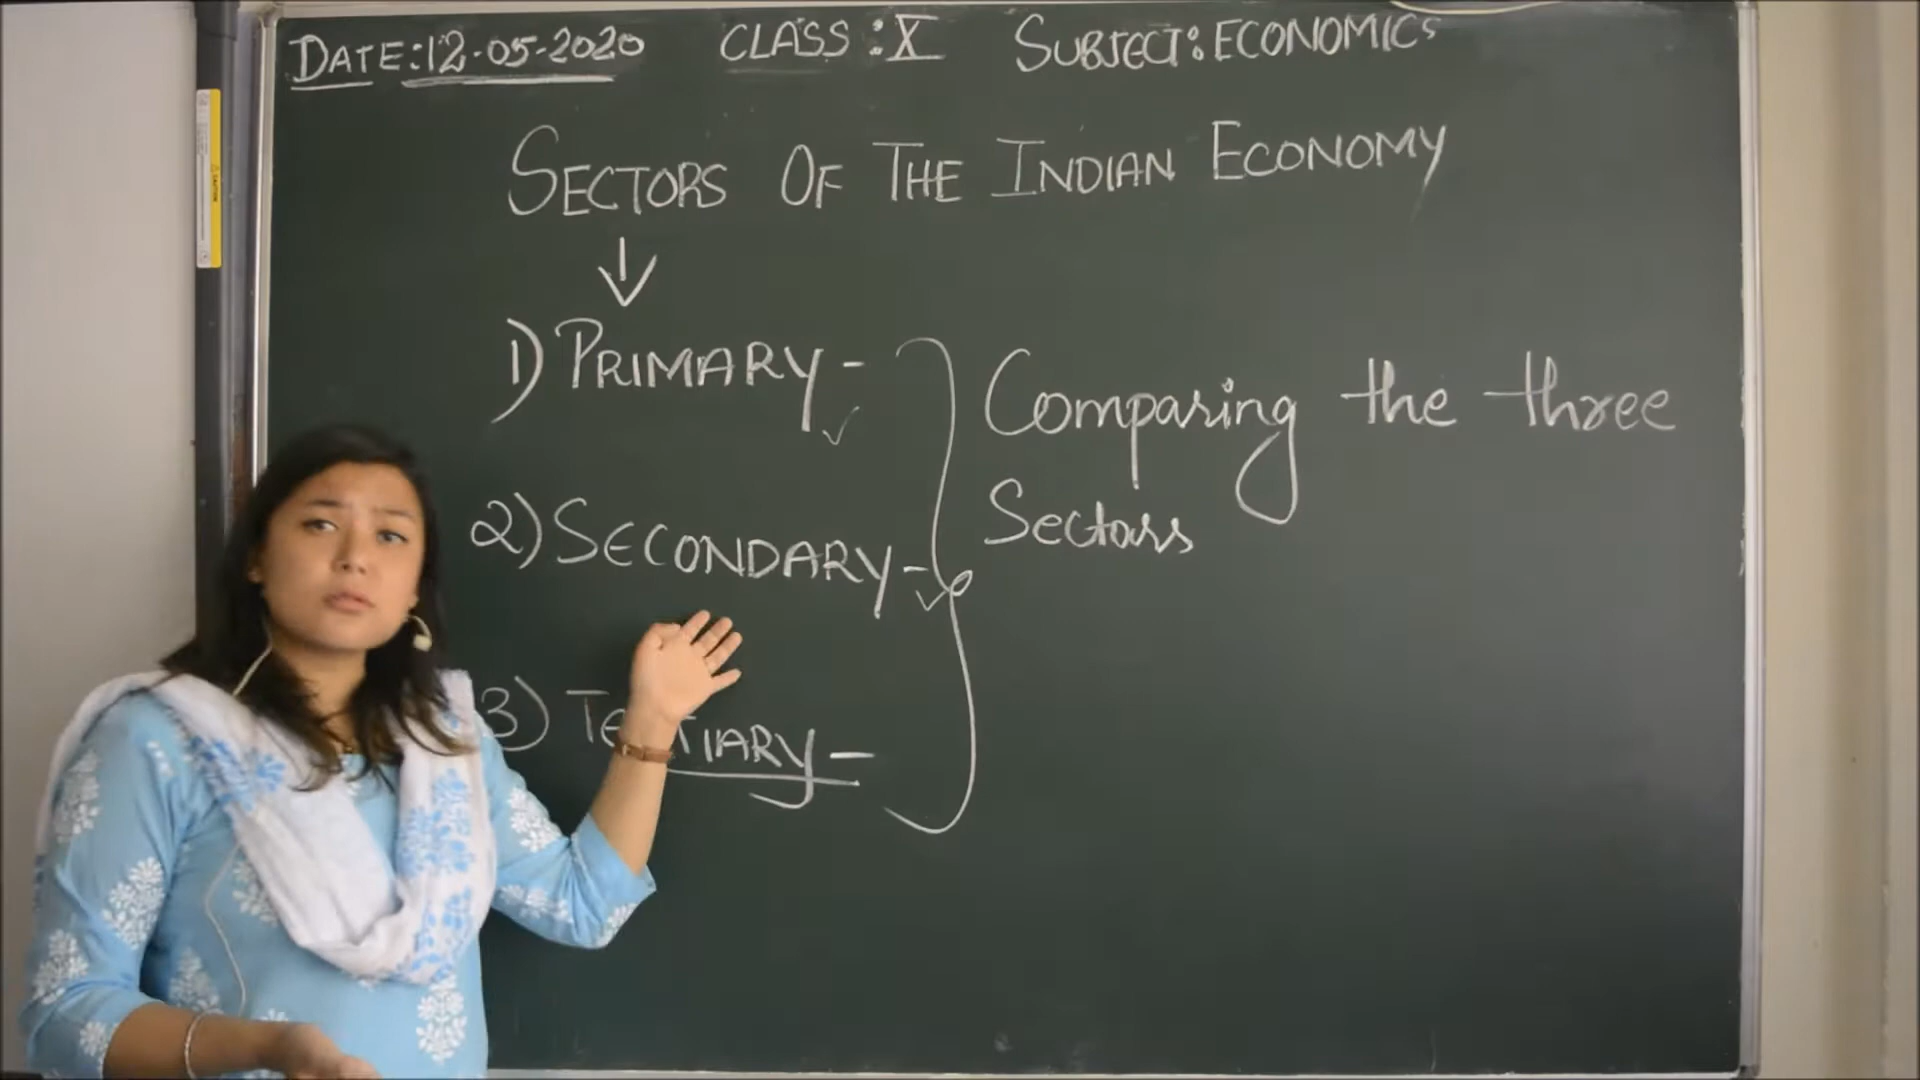 DATE:12-05-2020 CLASS:X SUBJECT:ECONOMICS
SECTORS OF THE INDIAN ECONOMY
1) PRIMARY -
Comparing the three
Sectors
2) SECONDARY -
3) TERTIARY -